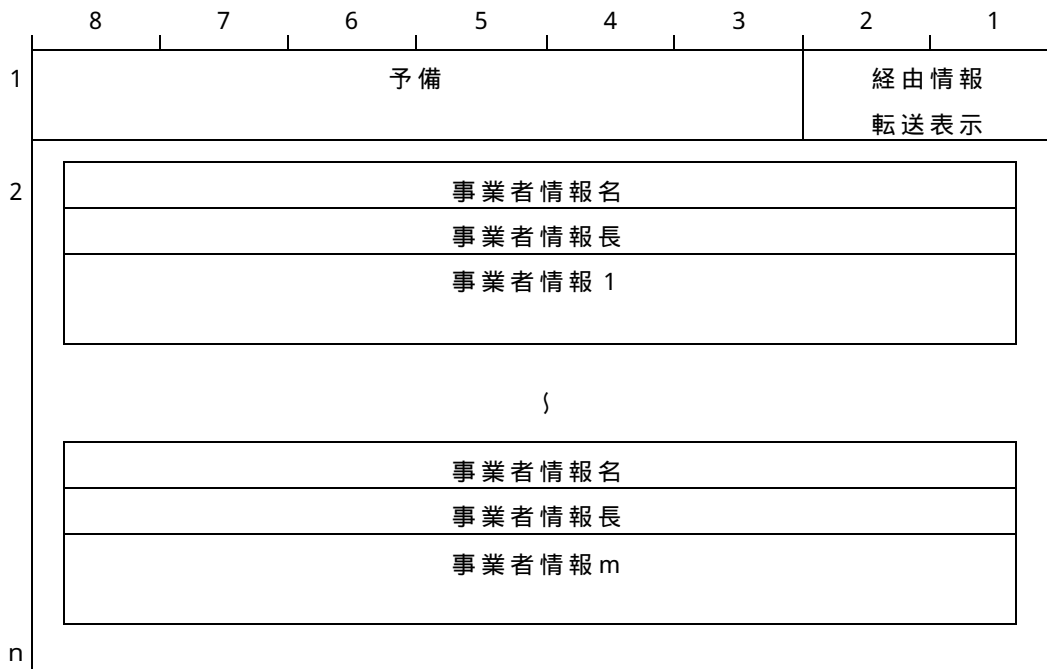 8 7 6 5 4 3 2 1
1 予備 経由情報
転送表示
2 事業者情報名
事業者情報長
事業者情報 1
〜
事業者情報名
事業者情報長
事業者情報m
n